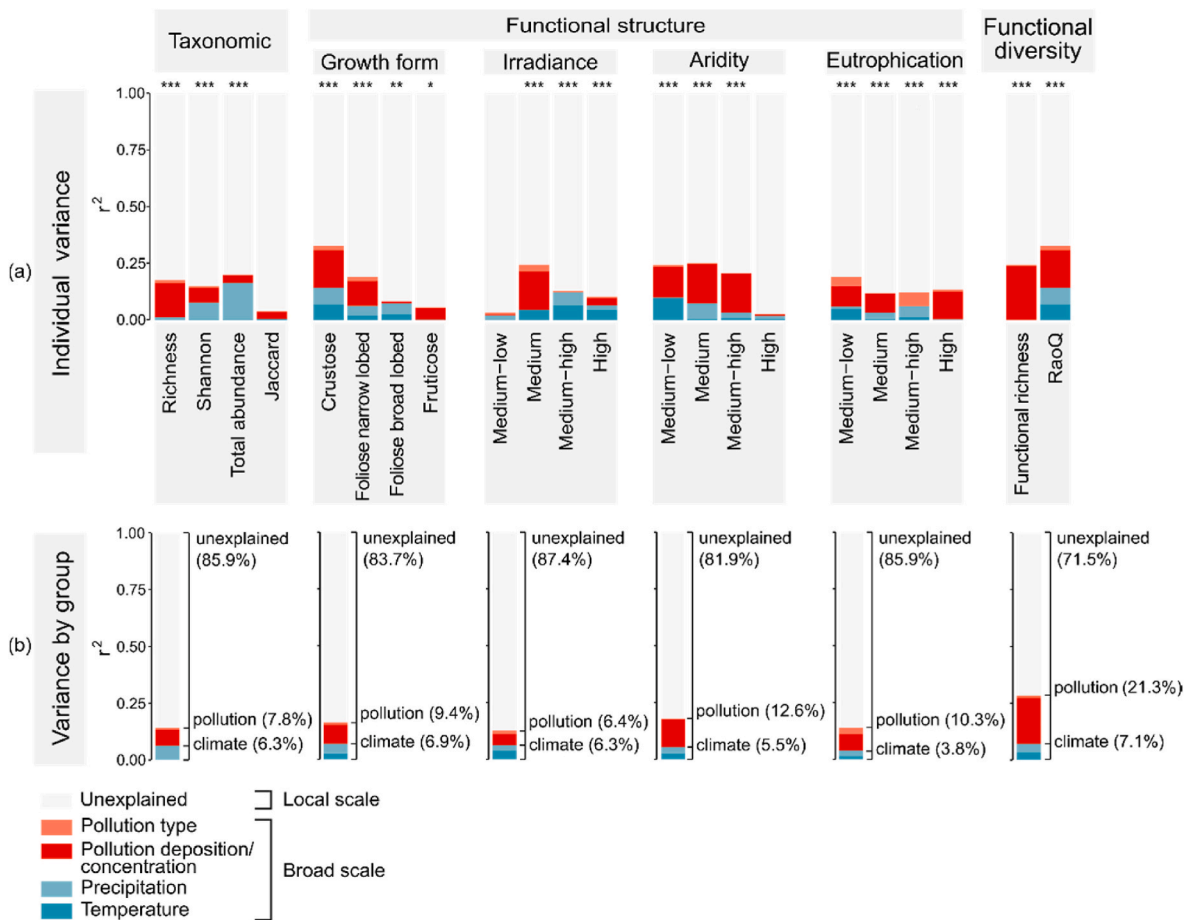 Taxonomic
Functional structure
Functional
diversity
Growth form
Irradiance
Aridity
Eutrophication
*** *** ***
*** *** ** *
*** *** ***
*** *** ***
*** *** *** ***
*** ***
(a)
Individual variance
r2
1.00
0.75
0.50
0.25
0.00
Richness
Shannon
Total abundance
Jaccard
Crustose
Foliose narrow lobed
Foliose broad lobed
Fruticose
Medium-low
Medium
Medium-high
High
Medium-low
Medium
Medium-high
High
Medium-low
Medium
Medium-high
High
Functional richness
RaoQ
(b)
Variance by group
r2
1.00
0.75
0.50
0.25
0.00
unexplained
(85.9%)
pollution (7.8%)
climate (6.3%)
unexplained
(83.7%)
pollution (9.4%)
climate (6.9%)
unexplained
(87.4%)
pollution (6.4%)
climate (6.3%)
unexplained
(81.9%)
pollution (12.6%)
climate (5.5%)
unexplained
(85.9%)
pollution (10.3%)
climate (3.8%)
unexplained
(71.5%)
pollution (21.3%)
climate (7.1%)
Unexplained
Local scale
Pollution type
Pollution deposition/
concentration
Precipitation
Temperature
Broad scale